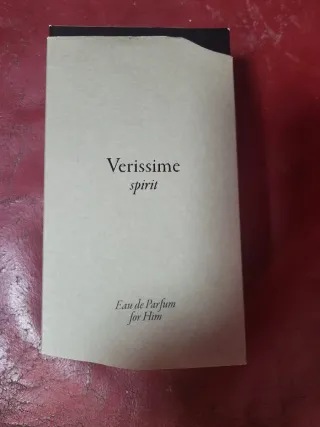 Verissime
spirit
Eau de Parfum
for Him